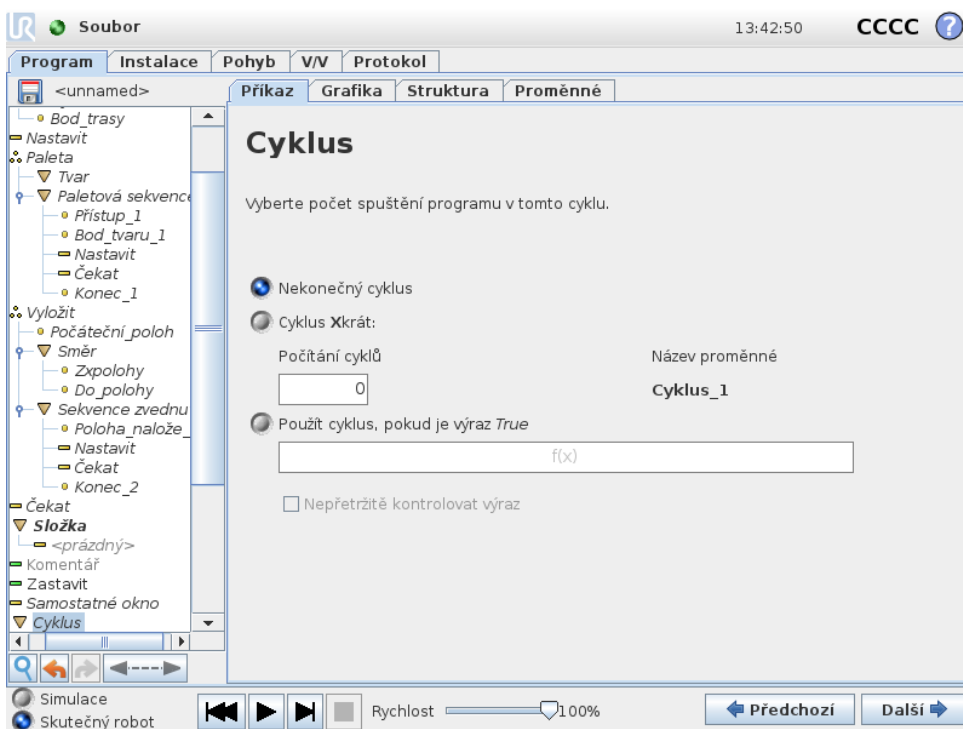 UR Soubor 13:42:50 CCCC ?
Program Instalace Pohyb V/V Protokol
<unnamed> Příkaz Grafika Struktura Proměnné
Bod_trasy
Nastavit
Paleta
Tvar
Paletová sekvence
Přístup_1
Bod_tvaru_1
Nastavit
Čekat
Konec_1
Vyložit
Počáteční_poloh
Směr
Zxpolohy
Do_polohy
Sekvence zvednu
Poloha_nalože_
Nastavit
Čekat
Konec_2
Čekat
Složka
<prázdný>
Komentář
Zastavit
Samostatné okno
Cyklus
Cyklus
Vyberte počet spuštění programu v tomto cyklu.
Nekonečný cyklus
Cyklus Xkrát:
Počítání cyklů Název proměnné
0 Cyklus_1
Použít cyklus, pokud je výraz True
f(x)
Nepřetržitě kontrolovat výraz
Simulace
Skutečný robot
Rychlost 100%
Předchozí Další